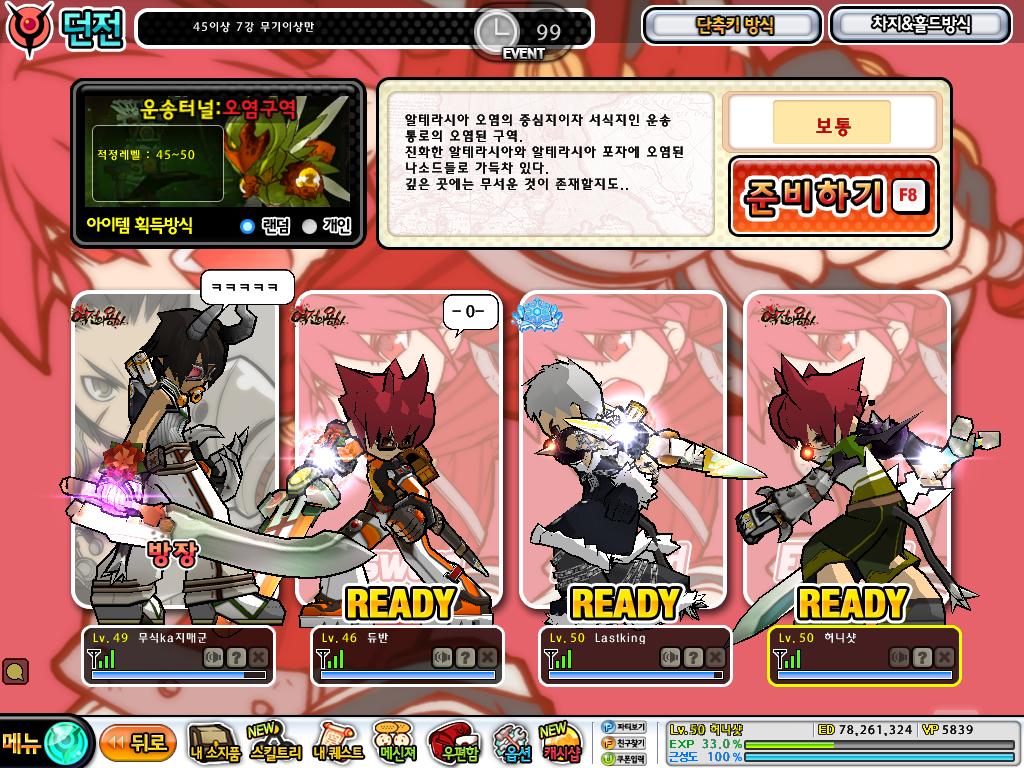 던전
45이상 7강 무기이상만
99
EVENT
단축키 방식
차지&홀드방식
운송터널:오염구역
적정레벨 : 45~50
아이템 획득방식
랜덤
개인
알테라시아 오염의 중심지이자 서식지인 운송
통로의 오염된 구역.
진화한 알테라시아와 알테라시아 포자에 오염된
나소드들로 가득차 있다.
깊은 곳에는 무서운 것이 존재할지도..
보통
준비하기 F8
ㅋㅋㅋㅋㅋ
-0-
방장
READY
READY
READY
Lv.49 무식ka지매군
Lv.46 듀반
Lv.50 Lastking
Lv.50 허니샷
메뉴
뒤로
내 소지품
NEW
스킬트리
내 퀘스트
메신저
우편함
옵션
NEW
캐시샵
P 파티보기
F 친구찾기
U 쿠폰입력
Lv.50 허니샷
ED 78,261,324
VP 5839
EXP 33.0%
근성도 100%